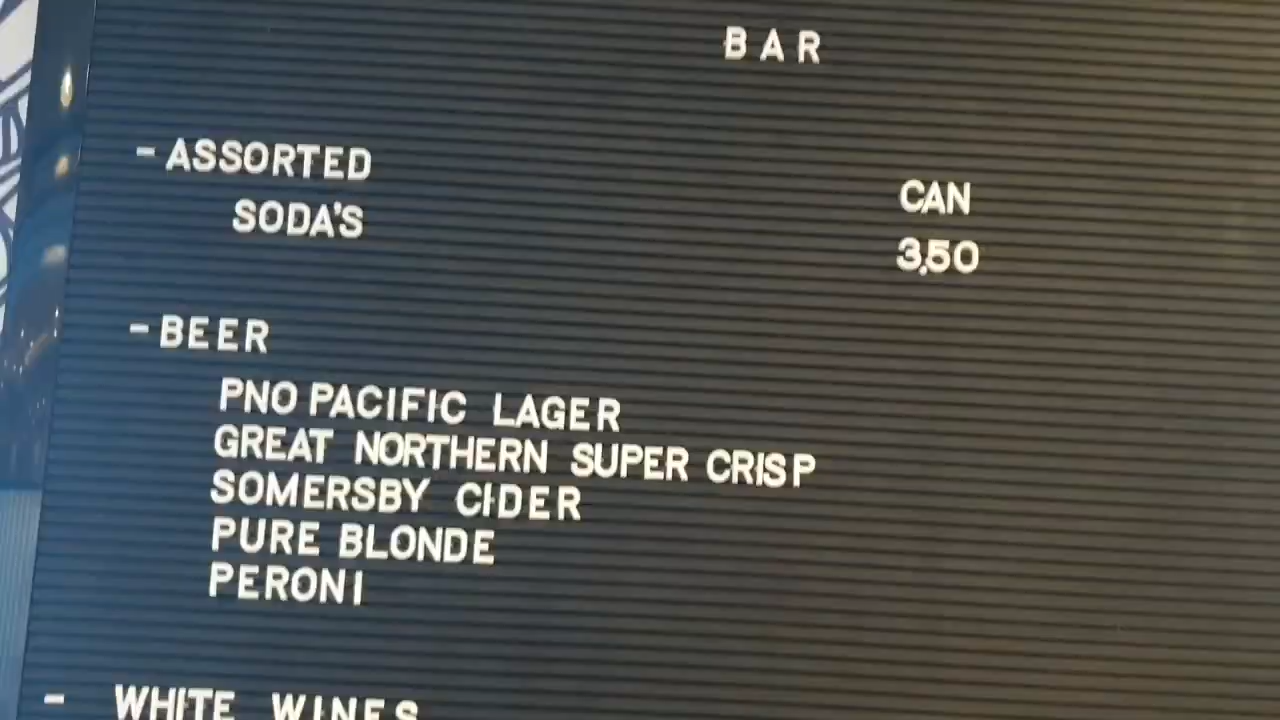 BAR
- ASSORTED
SODA'S
CAN
3.50
- BEER
PNO PACIFIC LAGER
GREAT NORTHERN SUPER CRISP
SOMERSBY CIDER
PURE BLONDE
PERONI
- WHITE WINES